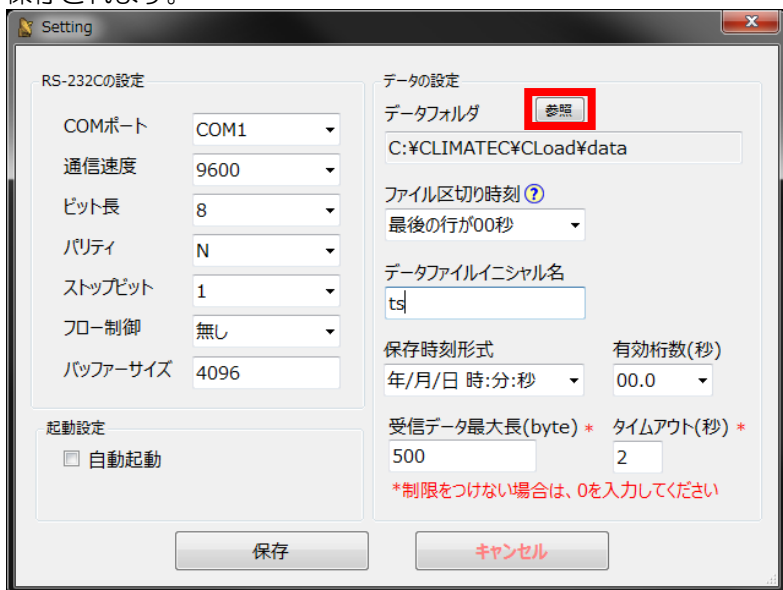 保存されます。
Setting
RS-232Cの設定
COMポート COM1
通信速度 9600
ビット長 8
パリティ N
ストップビット 1
フロー制御 無し
バッファーサイズ 4096
起動設定
自動起動
データの設定
データフォルダ 参照
C:¥CLIMATEC¥CLoad¥data
ファイル区切り時刻 ?
最後の行が00秒
データファイルイニシャル名
ts
保存時刻形式 有効桁数(秒)
年/月/日 時:分:秒 00.0
受信データ最大長(byte) * タイムアウト(秒) *
500 2
*制限をつけない場合は、0を入力してください
保存 キャンセル